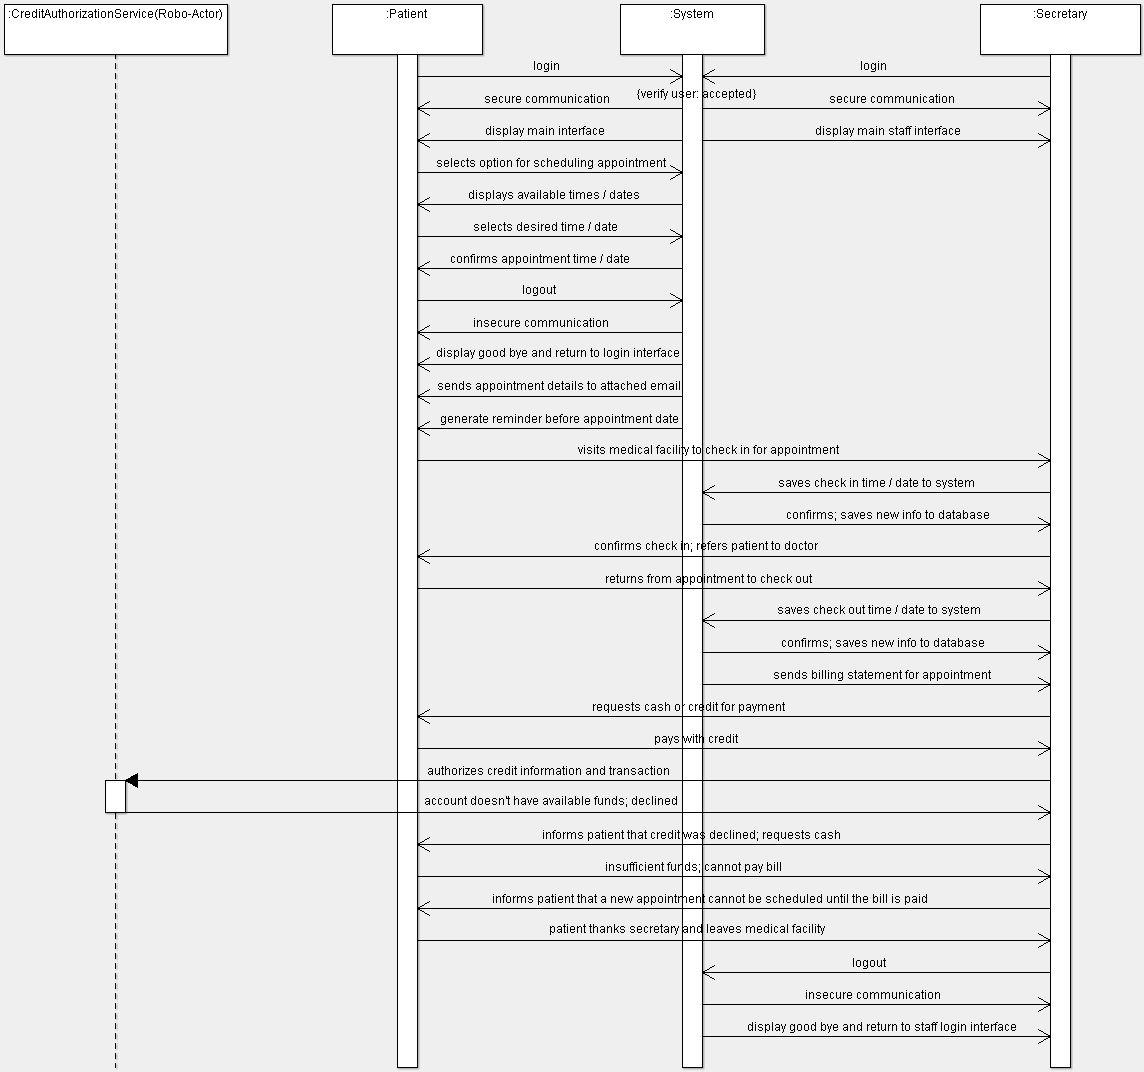 :CreditAuthorizationService(Robo-Actor)
:Patient
:System
:Secretary
login
login
{verify user: accepted}
secure communication
secure communication
display main interface
display main staff interface
selects option for scheduling appointment
displays available times / dates
selects desired time / date
confirms appointment time / date
logout
insecure communication
display good bye and return to login interface
sends appointment details to attached email
generate reminder before appointment date
visits medical facility to check in for appointment
saves check in time / date to system
confirms; saves new info to database
confirms check in; refers patient to doctor
returns from appointment to check out
saves check out time / date to system
confirms; saves new info to database
sends billing statement for appointment
requests cash or credit for payment
pays with credit
authorizes credit information and transaction
account doesn't have available funds; declined
informs patient that credit was declined; requests cash
insufficient funds; cannot pay bill
informs patient that a new appointment cannot be scheduled until the bill is paid
patient thanks secretary and leaves medical facility
logout
insecure communication
display good bye and return to staff login interface